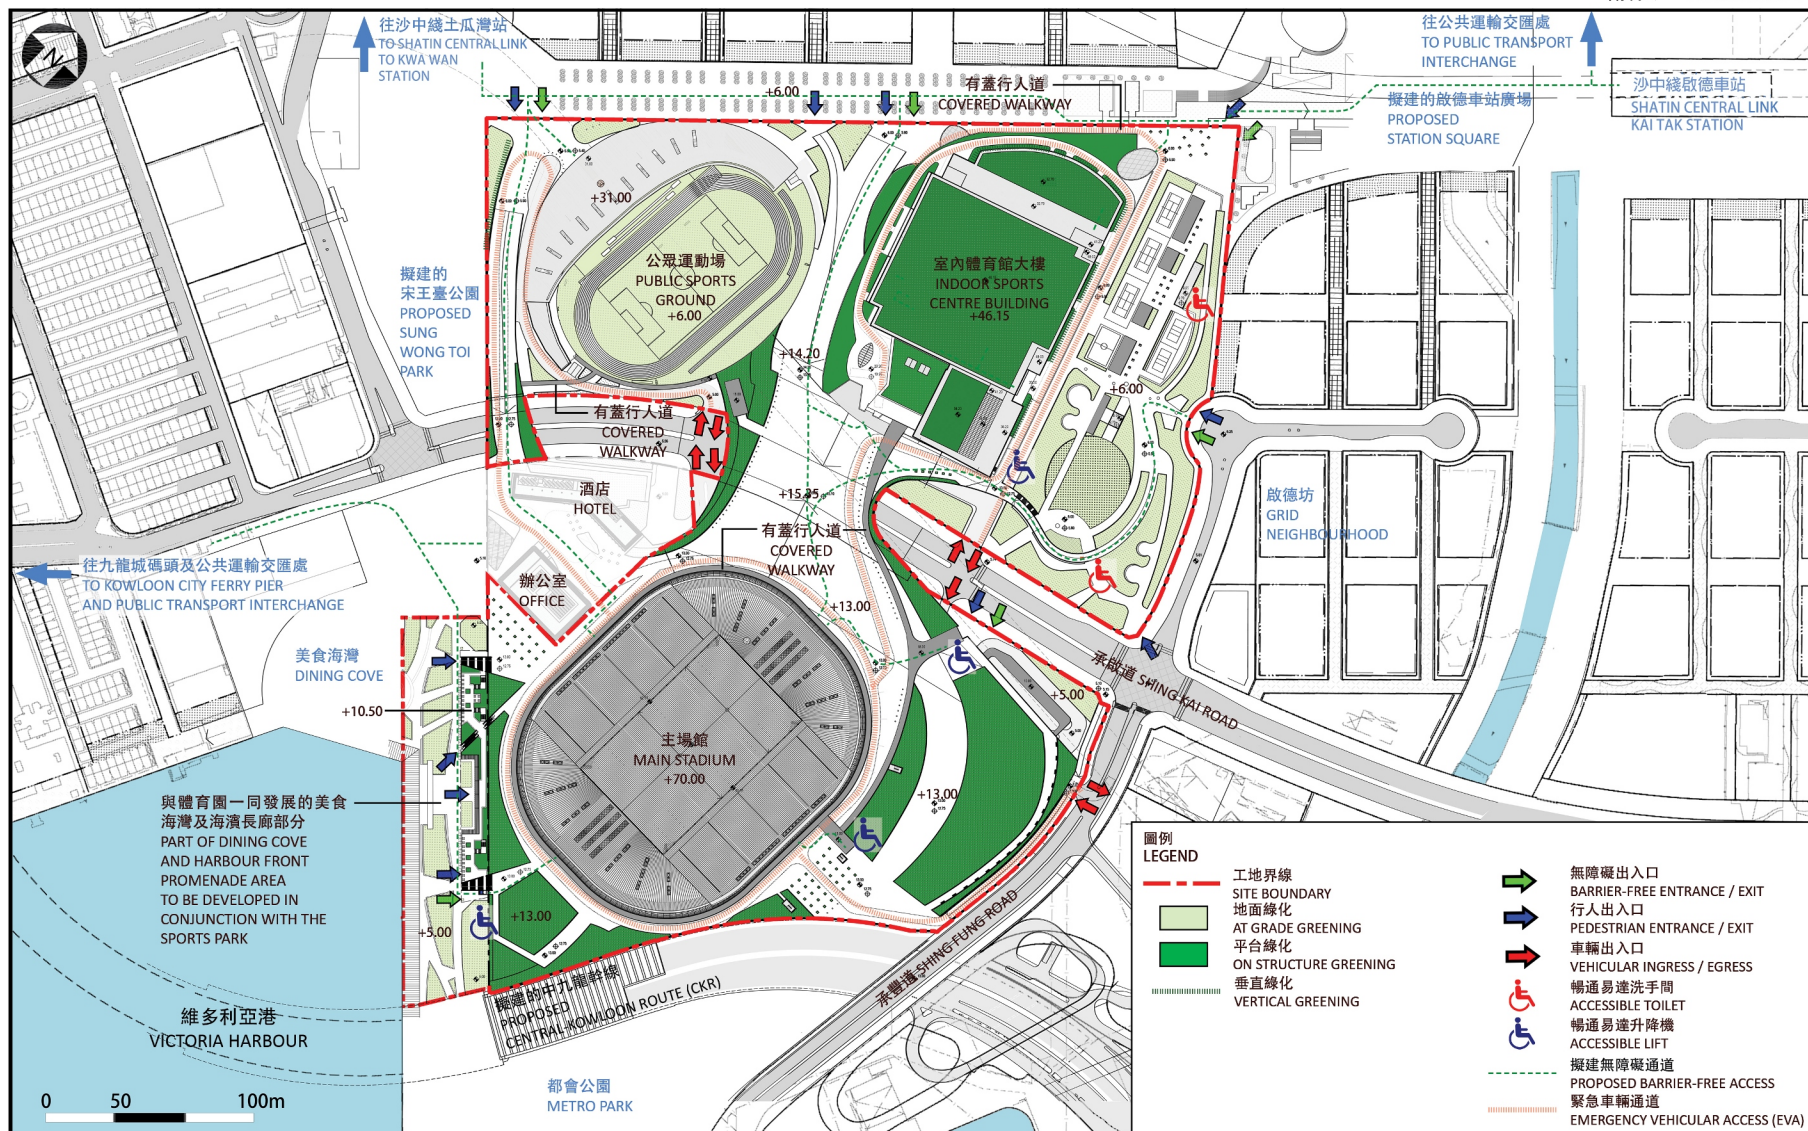 N
往沙中綫土瓜灣站
TO SHATIN CENTRAL LINK
TO KWA WAN
STATION
往公共運輸交匯處
TO PUBLIC TRANSPORT
INTERCHANGE
沙中綫啟德車站
SHATIN CENTRAL LINK
KAI TAK STATION
擬建的啟德車站廣場
PROPOSED
STATION SQUARE
+6.00
有蓋行人道
COVERED WALKWAY
+31.00
公眾運動場
PUBLIC SPORTS
GROUND
+6.00
室內體育館大樓
INDOOR SPORTS
CENTRE BUILDING
+46.15
擬建的
宋王臺公園
PROPOSED
SUNG
WONG TOI
PARK
+14.20
+6.00
有蓋行人道
COVERED
WALKWAY
酒店
HOTEL
+15.35
有蓋行人道
COVERED
WALKWAY
啟德坊
GRID
NEIGHBOURHOOD
往九龍城碼頭及公共運輸交匯處
TO KOWLOON CITY FERRY PIER
AND PUBLIC TRANSPORT INTERCHANGE
辦公室
OFFICE
+13.00
美食海灣
DINING COVE
+10.50
承啟道 SHING KAI ROAD
+5.00
主場館
MAIN STADIUM
+70.00
+13.00
與體育園一同發展的美食
海灣及海濱長廊部分
PART OF DINING COVE
AND HARBOUR FRONT
PROMENADE AREA
TO BE DEVELOPED IN
CONJUNCTION WITH THE
SPORTS PARK
+13.00
+5.00
承豐道 SHING FUNG ROAD
擬建的中九龍幹線
PROPOSED
CENTRAL KOWLOON ROUTE (CKR)
維多利亞港
VICTORIA HARBOUR
都會公園
METRO PARK
0 50 100m
圖例
LEGEND
工地界線
SITE BOUNDARY
地面綠化
AT GRADE GREENING
平台綠化
ON STRUCTURE GREENING
垂直綠化
VERTICAL GREENING
無障礙出入口
BARRIER-FREE ENTRANCE / EXIT
行人出入口
PEDESTRIAN ENTRANCE / EXIT
車輛出入口
VEHICULAR INGRESS / EGRESS
暢通易達洗手間
ACCESSIBLE TOILET
暢通易達升降機
ACCESSIBLE LIFT
擬建無障礙通道
PROPOSED BARRIER-FREE ACCESS
緊急車輛通道
EMERGENCY VEHICULAR ACCESS (EVA)